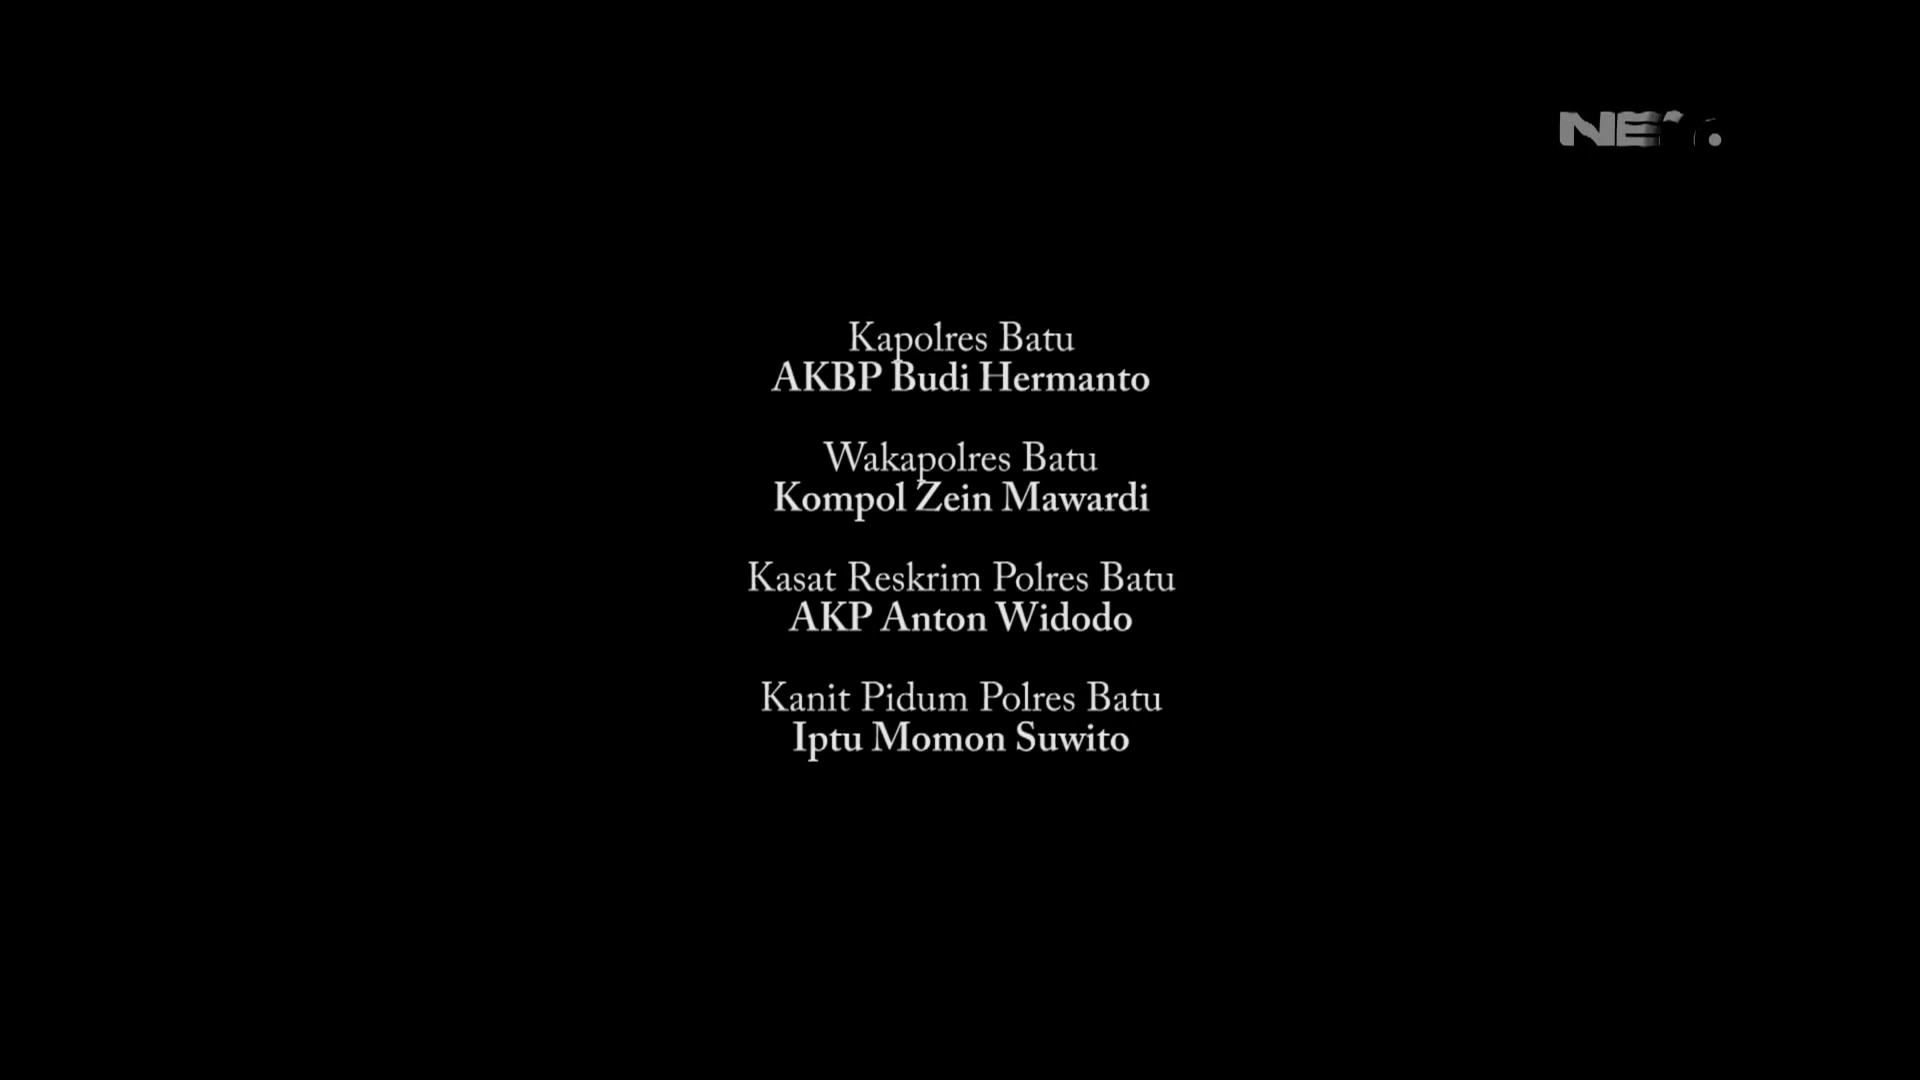 NET.
Kapolres Batu
AKBP Budi Hermanto
Wakapolres Batu
Kompol Zein Mawardi
Kasat Reskrim Polres Batu
AKP Anton Widodo
Kanit Pidum Polres Batu
Iptu Momon Suwito